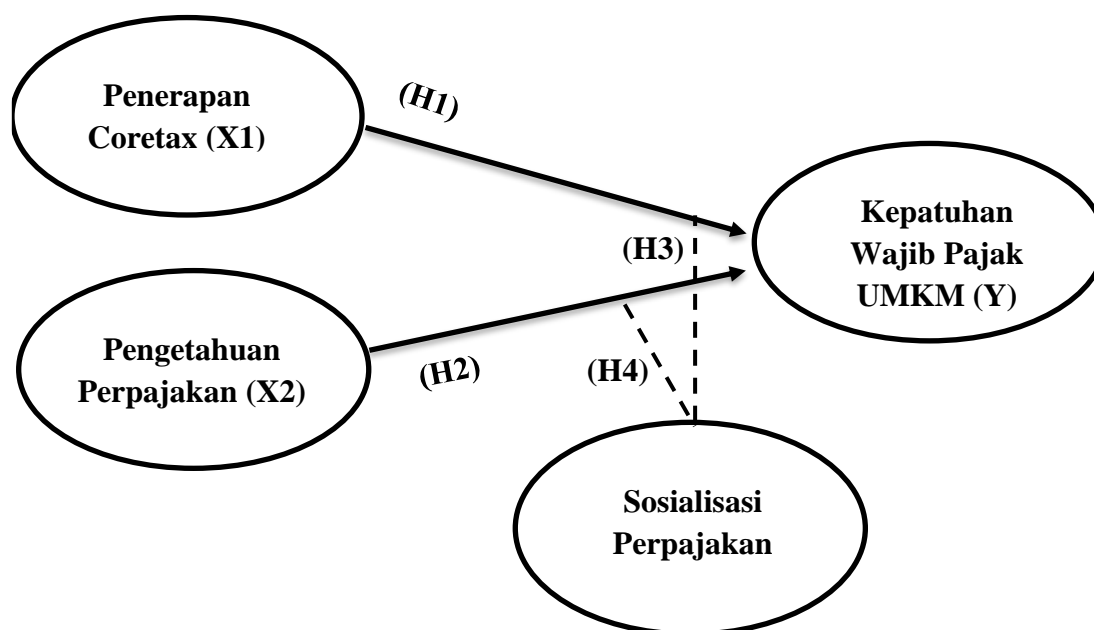 Penerapan
Coretax (X1)
(H1)
Kepatuhan
Wajib Pajak
UMKM (Y)
(H3)
Pengetahuan
Perpajakan (X2)
(H2)
(H4)
Sosialisasi
Perpajakan